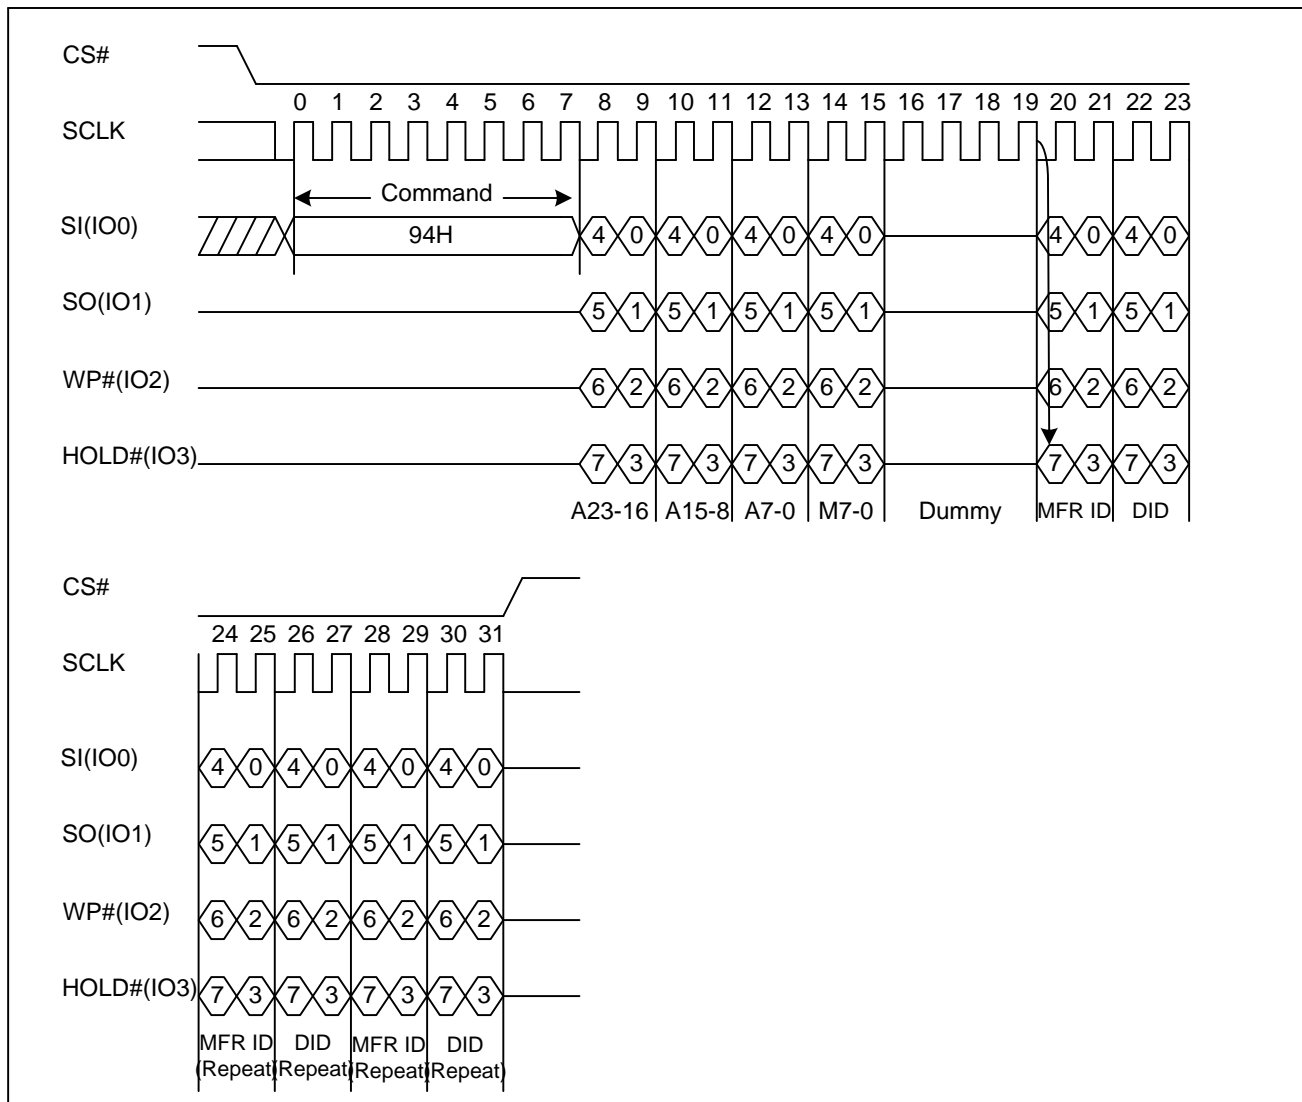 CS#
0 1 2 3 4 5 6 7 8 9 10 11 12 13 14 15 16 17 18 19 20 21 22 23
SCLK
Command
SI(IO0) 94H 4 0 4 0 4 0 4 0 4 0 4 0
SO(IO1) 5 1 5 1 5 1 5 1 5 1 5 1
WP#(IO2) 6 2 6 2 6 2 6 2 6 2 6 2
HOLD#(IO3) 7 3 7 3 7 3 7 3 7 3 7 3
A23-16 A15-8 A7-0 M7-0 Dummy MFR ID DID
CS#
24 25 26 27 28 29 30 31
SCLK
SI(IO0) 4 0 4 0 4 0 4 0
SO(IO1) 5 1 5 1 5 1 5 1
WP#(IO2) 6 2 6 2 6 2 6 2
HOLD#(IO3) 7 3 7 3 7 3 7 3
MFR ID DID MFR ID DID
(Repeat) (Repeat) (Repeat) (Repeat)